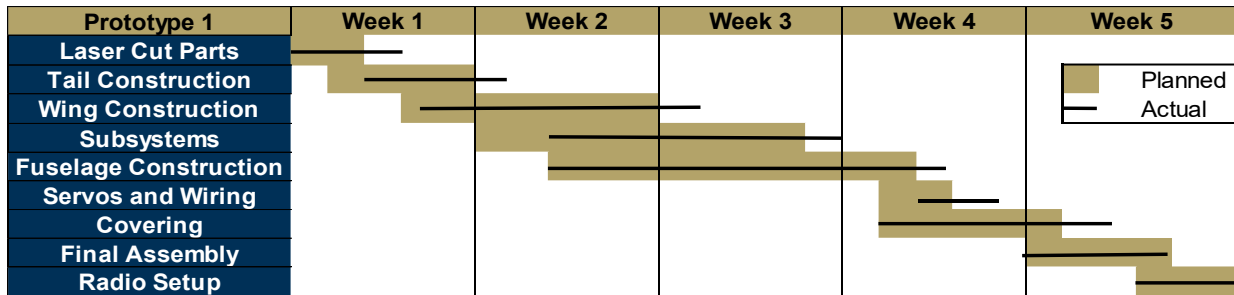 Prototype 1 Week 1 Week 2 Week 3 Week 4 Week 5
Laser Cut Parts
Tail Construction
Planned
Wing Construction
Actual
Subsystems
Fuselage Construction
Servos and Wiring
Covering
Final Assembly
Radio Setup